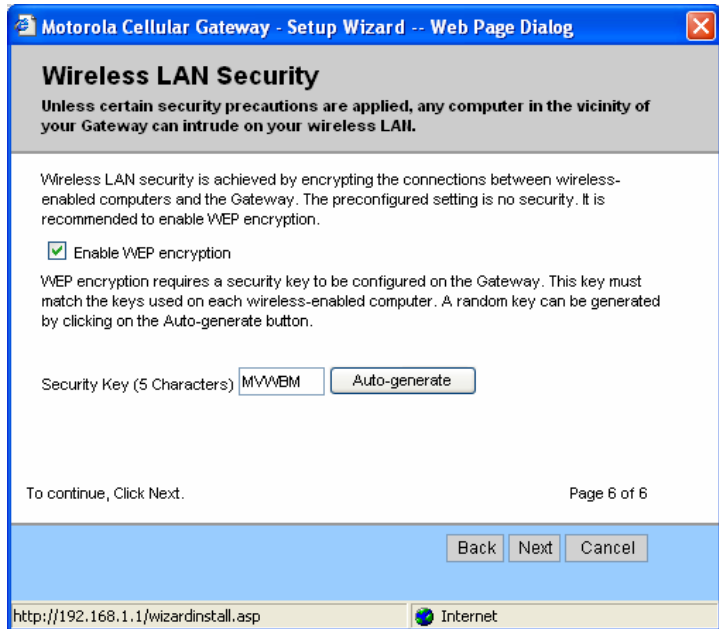 Motorola Cellular Gateway - Setup Wizard -- Web Page Dialog
Wireless LAN Security
Unless certain security precautions are applied, any computer in the vicinity of
your Gateway can intrude on your wireless LAN.
Wireless LAN security is achieved by encrypting the connections between wireless-
enabled computers and the Gateway. The preconfigured setting is no security. It is
recommended to enable WEP encryption.
Enable WEP encryption
WEP encryption requires a security key to be configured on the Gateway. This key must
match the keys used on each wireless-enabled computer. A random key can be generated
by clicking on the Auto-generate button.
Security Key (5 Characters) MVWBM Auto-generate
To continue, Click Next. Page 6 of 6
Back Next Cancel
http://192.168.1.1/wizardinstall.asp Internet